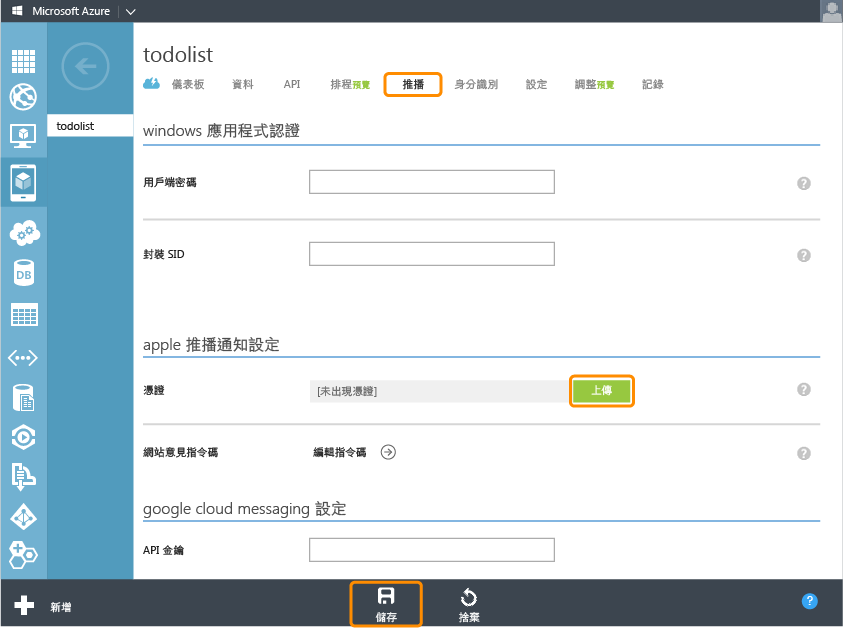 Microsoft Azure
todolist
儀表板 資料 API 排程預覽 推播 身分識別 設定 調整預覽 記錄
todolist
windows 應用程式認證
用戶端密碼
?
封裝 SID
?
apple 推播通知設定
憑證 [未出現憑證] 上傳
?
網站意見指令碼 編輯指令碼
?
google cloud messaging 設定
API 金鑰
DB
新增 儲存 捨棄
?